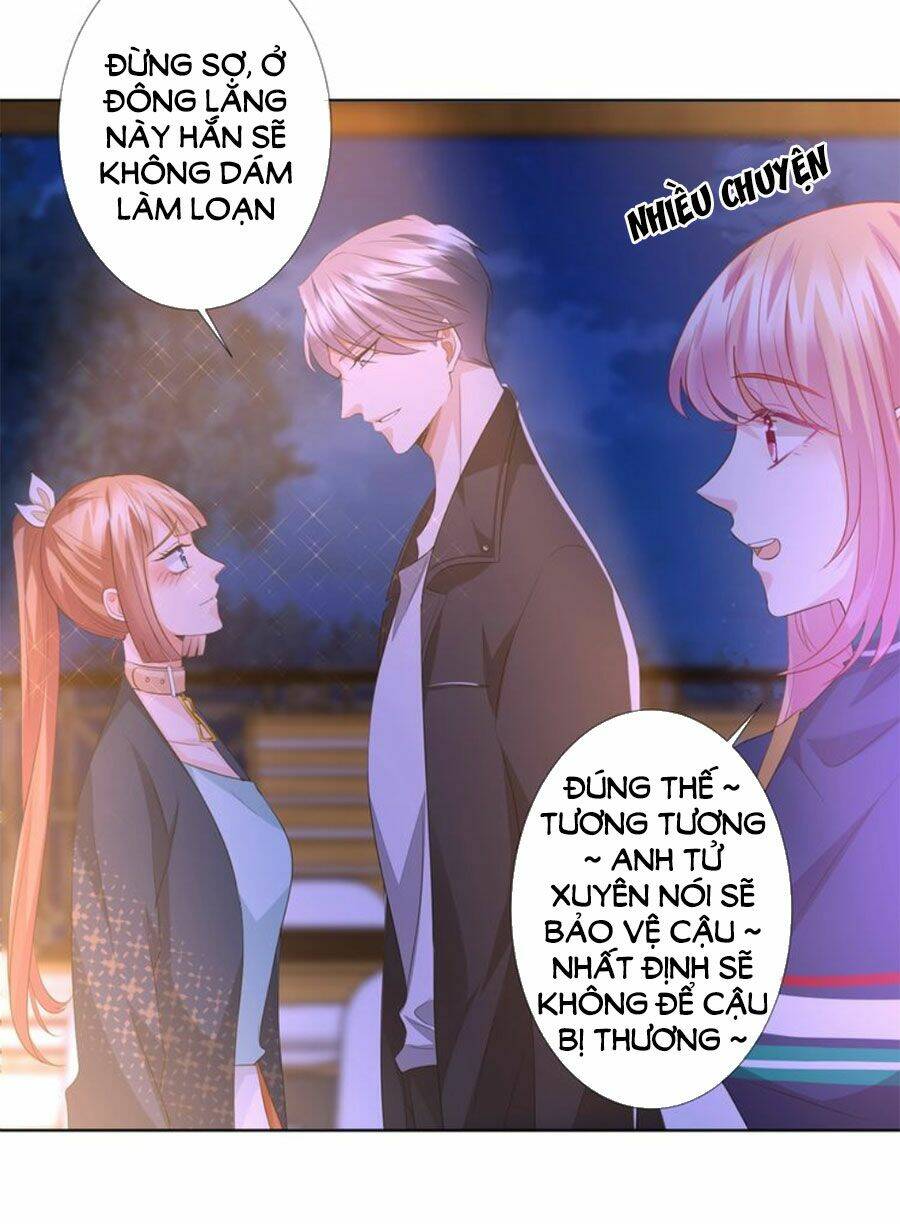 ĐỪNG SỢ, Ở
ĐÔNG LĂNG
NÀY HẮN SẼ
KHÔNG DÁM
LÀM LOẠN
NHIỀU CHUYỆN
ĐÚNG THẾ ~
TƯƠNG TƯƠNG
~ ANH TỬ
XUYÊN NÓI SẼ
BẢO VỆ CẬU ~
NHẤT ĐỊNH SẼ
KHÔNG ĐỂ CẬU
BỊ THƯƠNG ~